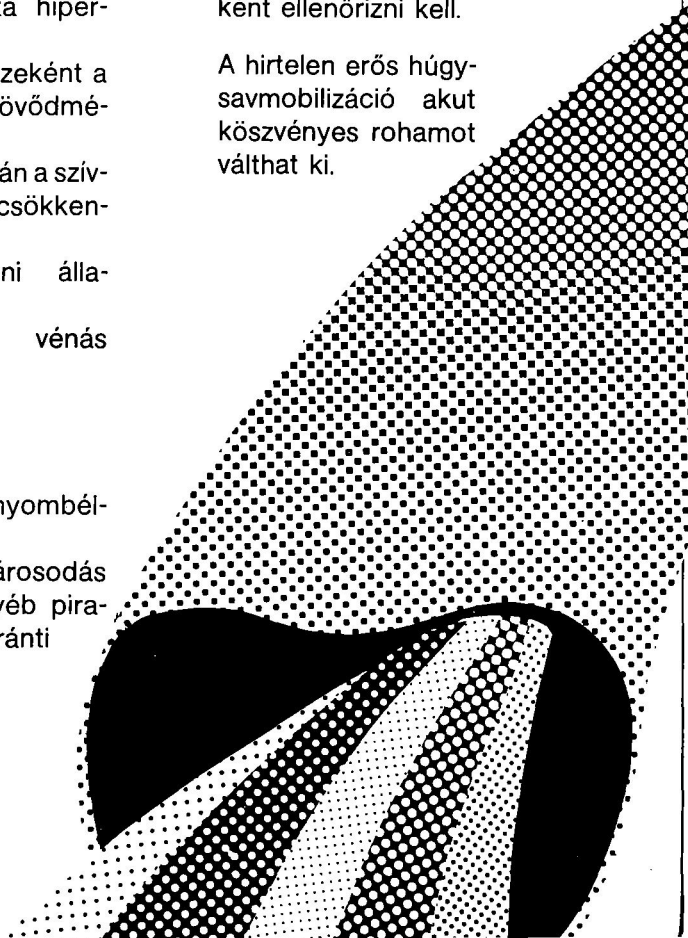 za hiper-
zeként a
övődmé-
án a szív-
csökken-
ni álla-
vénás
nyombél-
árosodás
véb pira-
ránti
ként ellenőrizni kell.
A hirtelen erős húgy-
savmobilizáció akut
köszvényes rohamot
válthat ki.